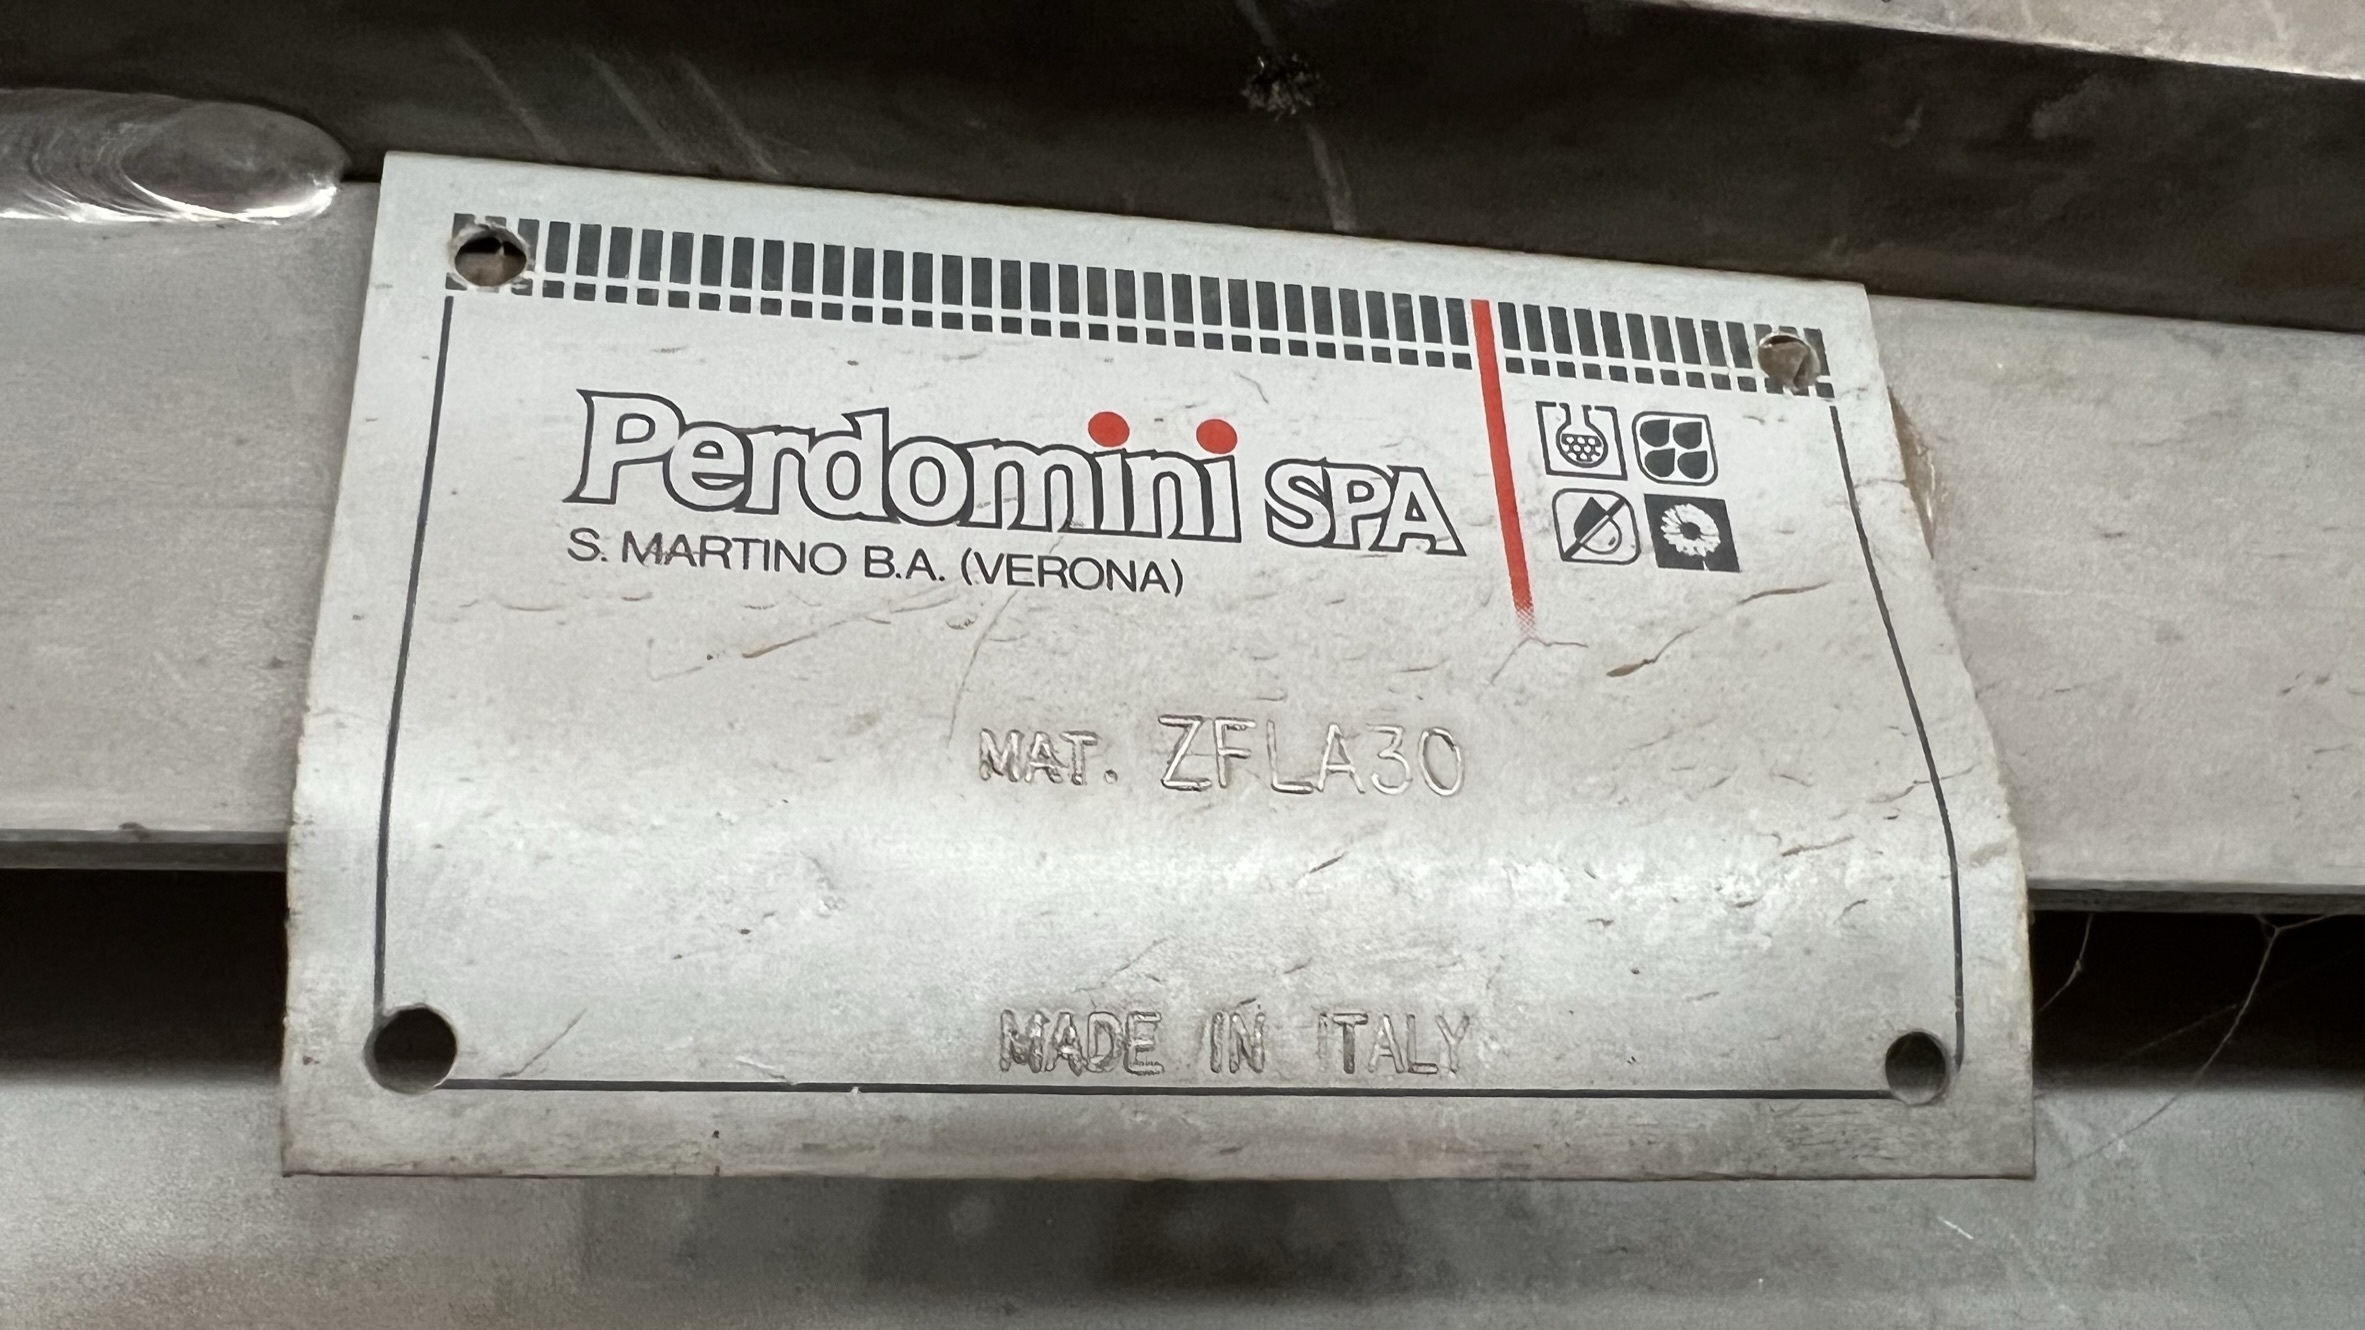 Perdomini SPA
S. MARTINO B.A. (VERONA)
MAT. ZFLA30
MADE IN ITALY